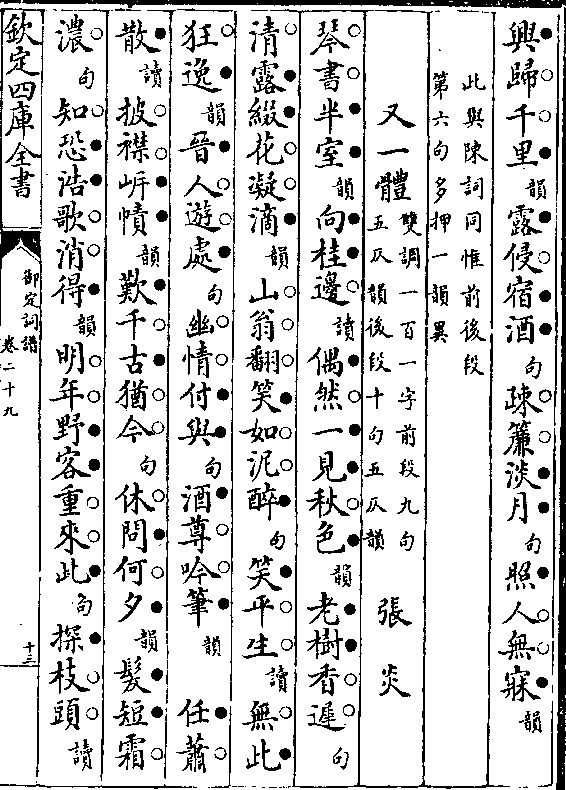 興歸千里韻露侵宿酒句疎簾淡月句照人無寐韻
此與陳詞同惟前後段
第六句多押一韻異
又一體雙調一百一字前段九句
五仄韻後段十句五仄韻 張炎
琴書半室韻向桂邊讀偶然一見秋色韻老樹香遲句
清露綴花凝滴韻山翁翻笑如泥醉句笑平生讀無此
狂逸韻晉人遊處句幽情付與句酒尊吟筆韻 任蕭
散讀披襟岸幘韻歎千古猶今句休問何夕韻髮短霜
濃句知恐浩歌消得韻明年野客重來此句探枝頭讀
欽定四庫全書
御定詞譜
卷二十九
十三